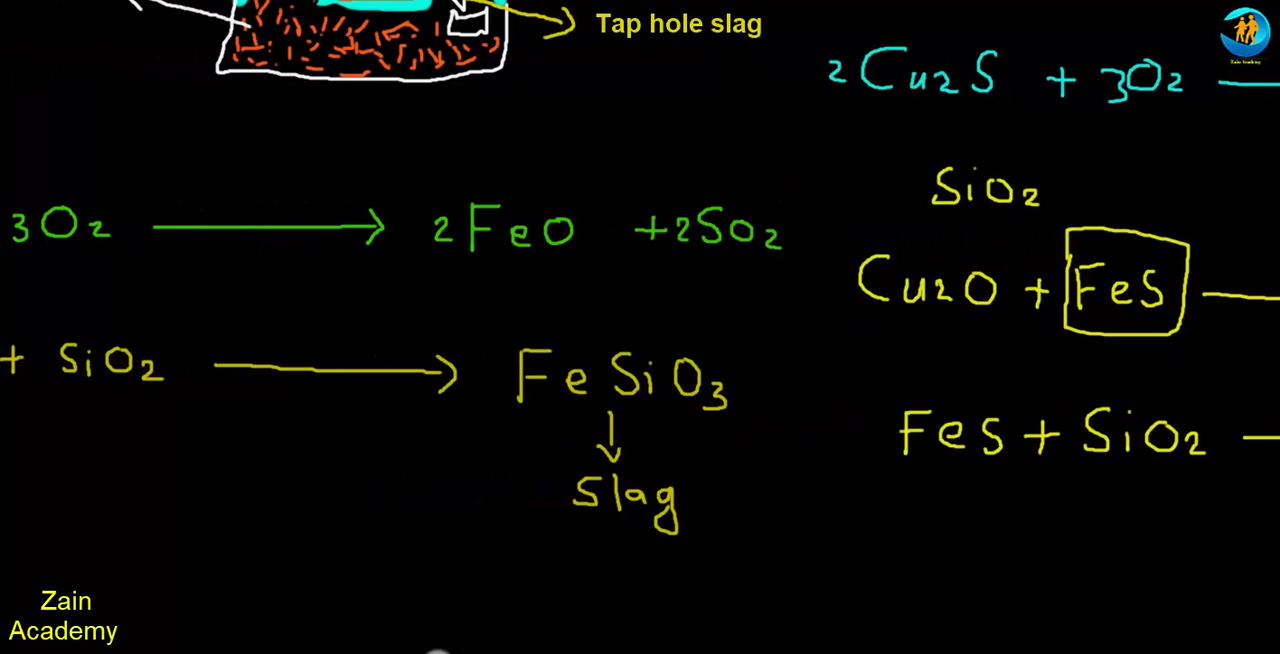 Tap hole slag
2Cu2S + 3O2
SiO2
3O2 → 2FeO + 2SO2
Cu2O + FeS
+ SiO2 → FeSiO3
FeS + SiO2
↓
slag
Zain
Academy